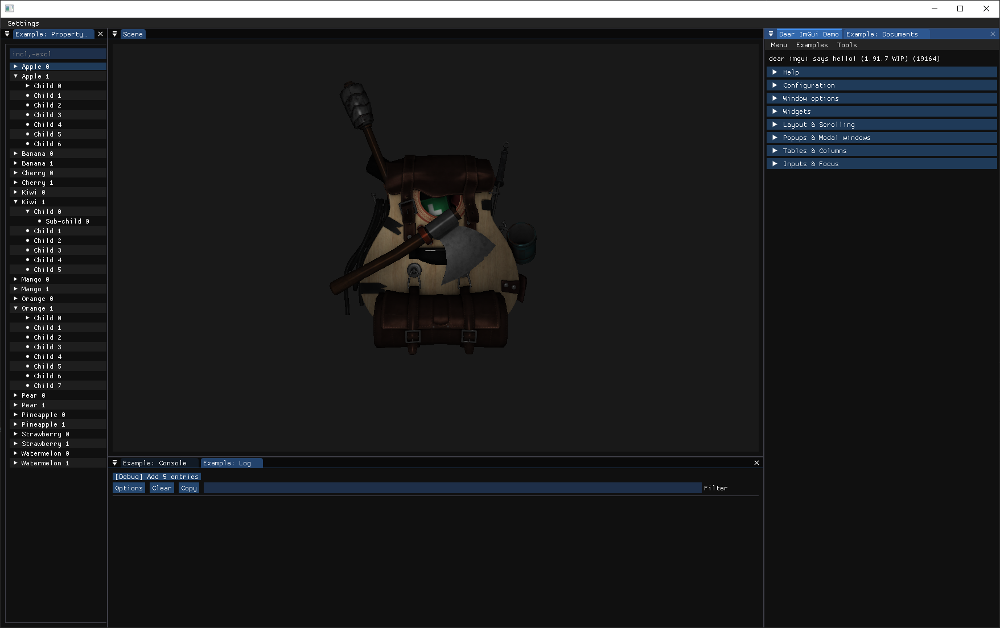 Settings
Example: Property…
incl,-excl
Apple 0
Apple 1
Child 0
Child 1
Child 2
Child 3
Child 4
Child 5
Child 6
Banana 0
Banana 1
Cherry 0
Cherry 1
Kiwi 0
Kiwi 1
Child 0
Sub-child 0
Child 1
Child 2
Child 3
Child 4
Child 5
Mango 0
Mango 1
Orange 0
Orange 1
Child 0
Child 1
Child 2
Child 3
Child 4
Child 5
Child 6
Child 7
Pear 0
Pear 1
Pineapple 0
Pineapple 1
Strawberry 0
Strawberry 1
Watermelon 0
Watermelon 1
Scene
Example: Console Example: Log
[Debug] Add 5 entries
Options Clear Copy Filter
Dear ImGui Demo Example: Documents
Menu Examples Tools
dear imgui says hello! (1.91.7 WIP) (19164)
Help
Configuration
Window options
Widgets
Layout & Scrolling
Popups & Modal windows
Tables & Columns
Inputs & Focus